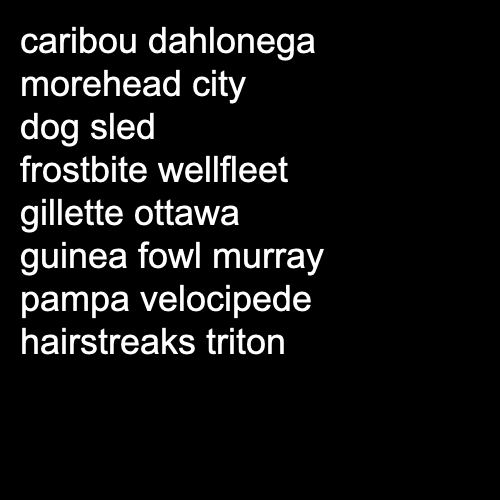 caribou dahlonega
morehead city
dog sled
frostbite wellfleet
gillette ottawa
guinea fowl murray
pampa velocipede
hairstreaks triton